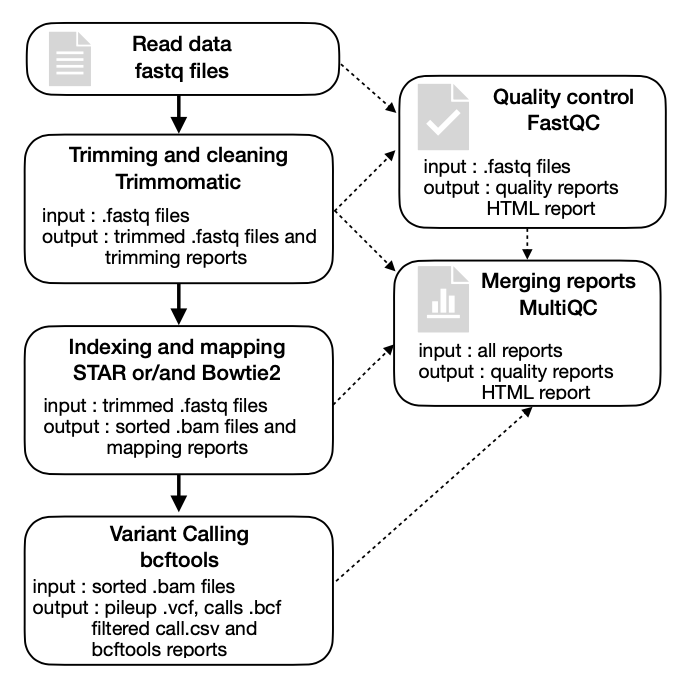 Read data
fastq files
Trimming and cleaning
Trimmomatic
input : .fastq files
output : trimmed .fastq files and
trimming reports
Indexing and mapping
STAR or/and Bowtie2
input : trimmed .fastq files
output : sorted .bam files and
mapping reports
Variant Calling
bcftools
input : sorted .bam files
output : pileup .vcf, calls .bcf
filtered call.csv and
bcftools reports
Quality control
FastQC
input : .fastq files
output : quality reports
HTML report
Merging reports
MultiQC
input : all reports
output : quality reports
HTML report